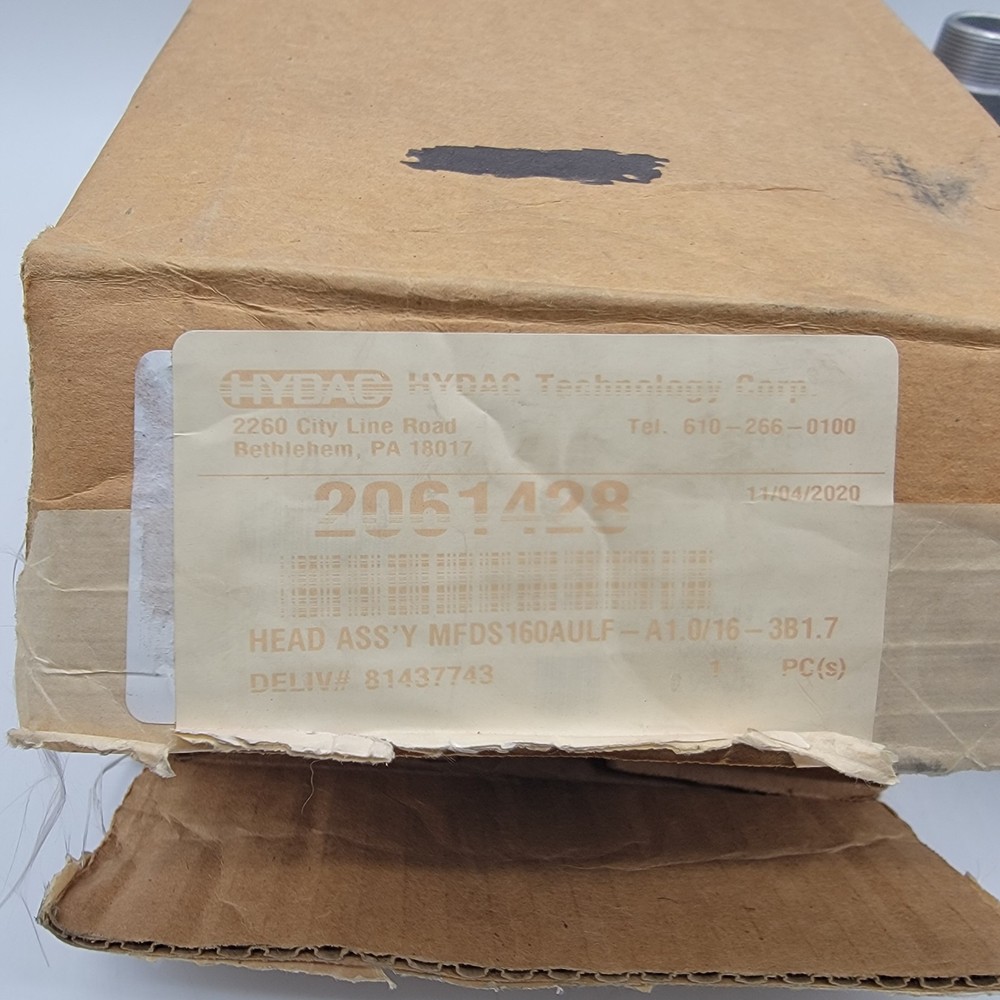 HYDAC HYDAC Technology Corp.
2260 City Line Road Tel. 610-266-0100
Bethlehem, PA 18017
2061428 11/04/2020
HEAD ASS'Y MFDS160AULF-A1.0/16-3B1.7
DELIV# 81437743 1 PC(s)